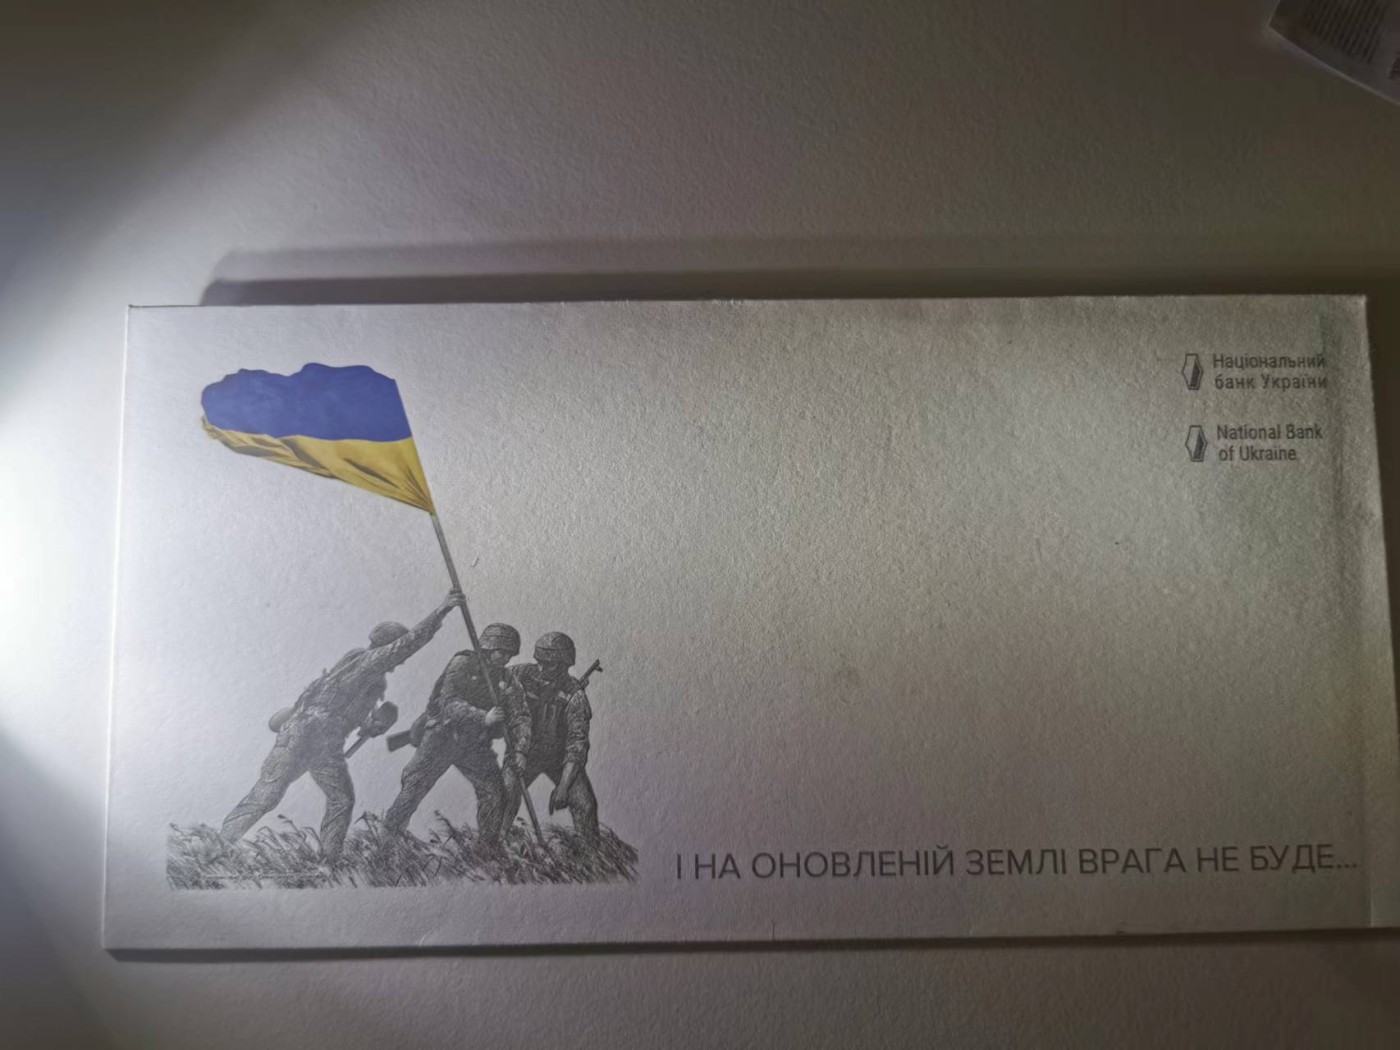 Національний
банк України
National Bank
of Ukraine
І НА ОНОВЛЕНІЙ ЗЕМЛІ ВРАГА НЕ БУДЕ...